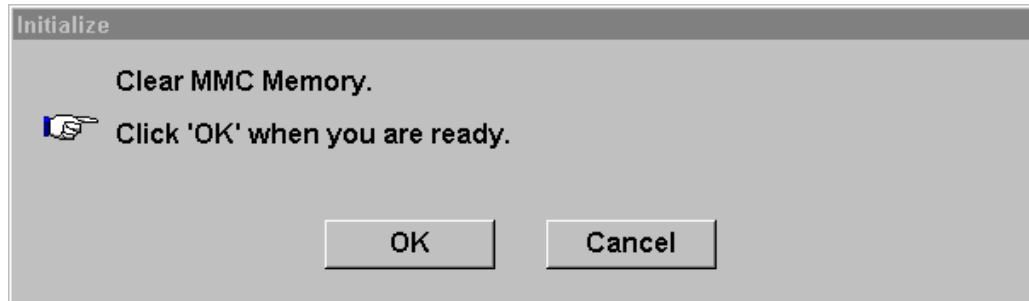 Initialize
Clear MMC Memory.
Click 'OK' when you are ready.
OK
Cancel